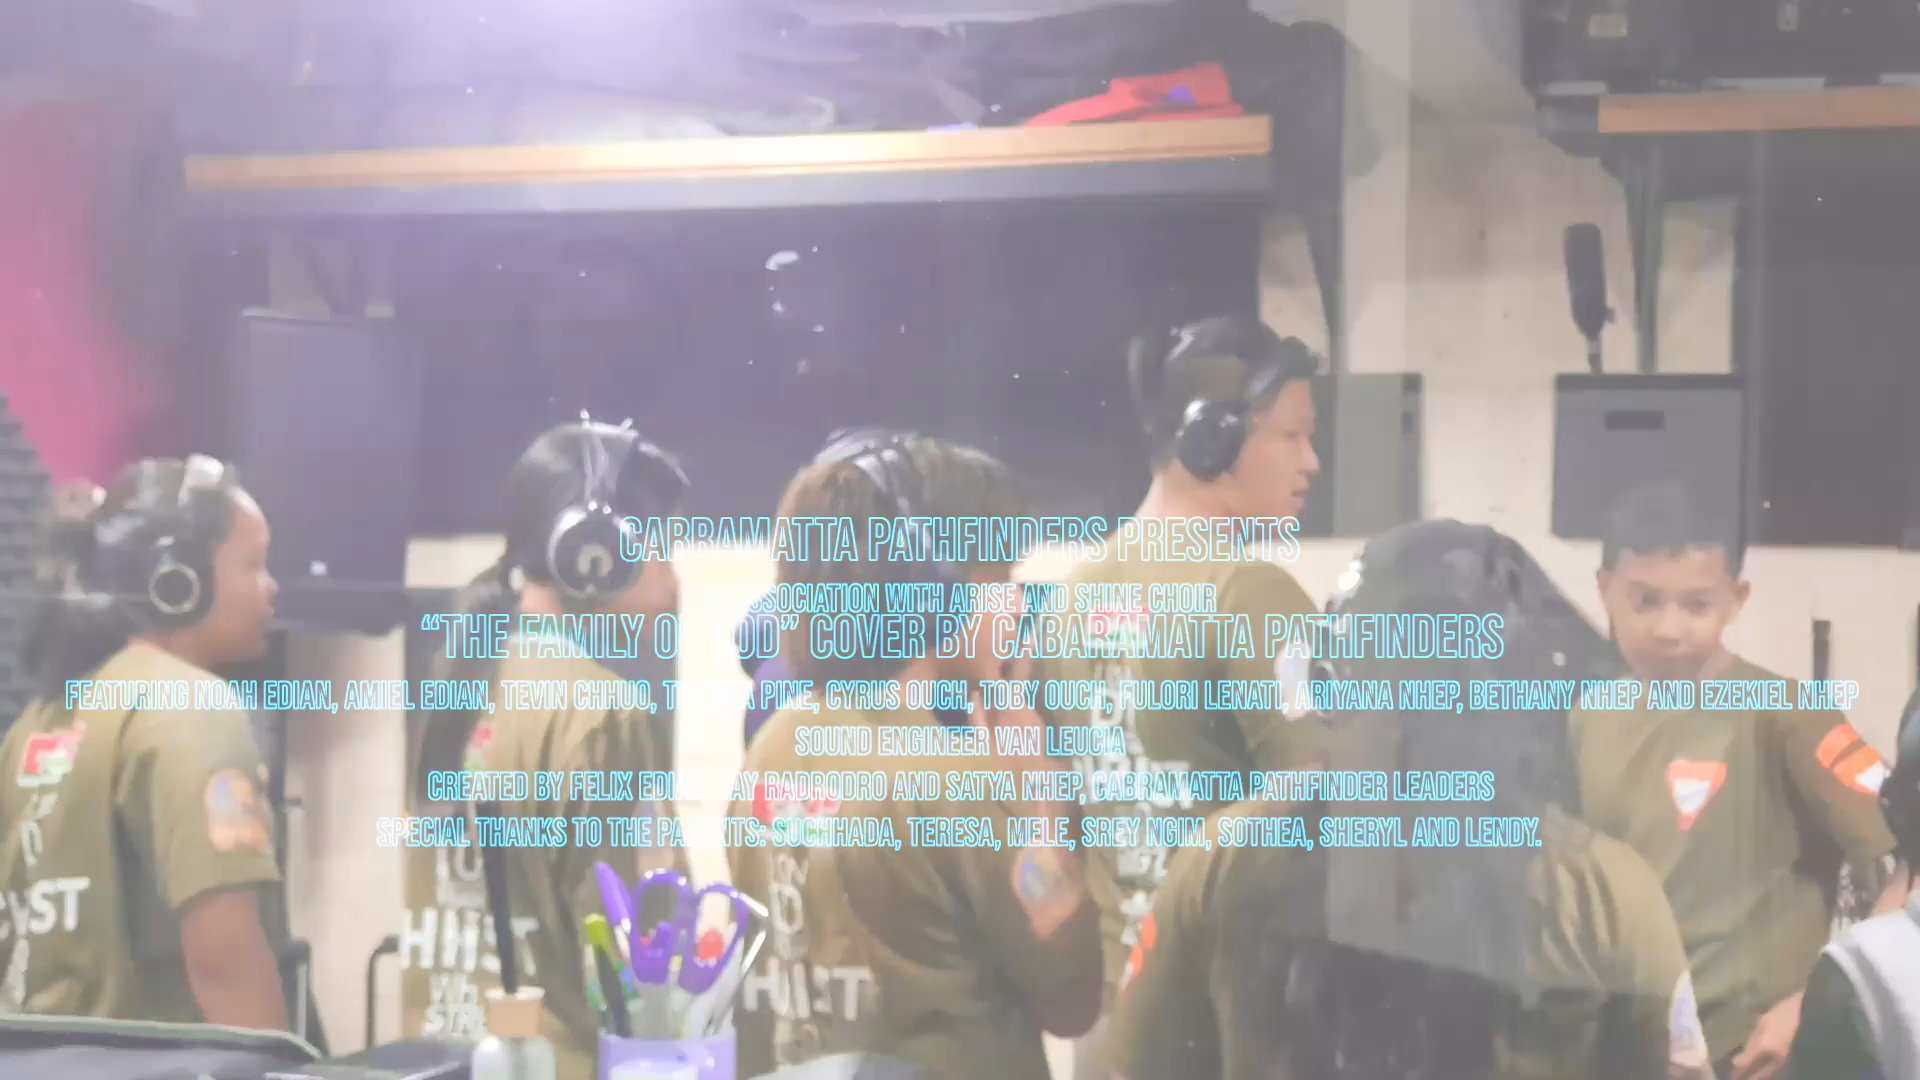 CABRAMATTA PATHFINDERS PRESENTS
ASSOCIATION WITH ARISE AND SHINE CHOIR
“THE FAMILY OF GOD” COVER BY CABARAMATTA PATHFINDERS
FEATURING NOAH EDIAN, AMIEL EDIAN, TEVIN CHHUO, PINE, CYRUS OUCH, TOBY OUCH, FULORI LENATI, ARIYANA NHEP, BETHANY NHEP AND EZEKIEL NHEP
SOUND ENGINEER VAN LEUCIA
CREATED BY FELIX EDIAN, RADRODRO AND SATYA NHEP, CABRAMATTA PATHFINDER LEADERS
SPECIAL THANKS TO THE PARENTS: SUCHHADA, TERESA, MELE, SREY NGIM, SOTHEA, SHERYL AND LENDY.